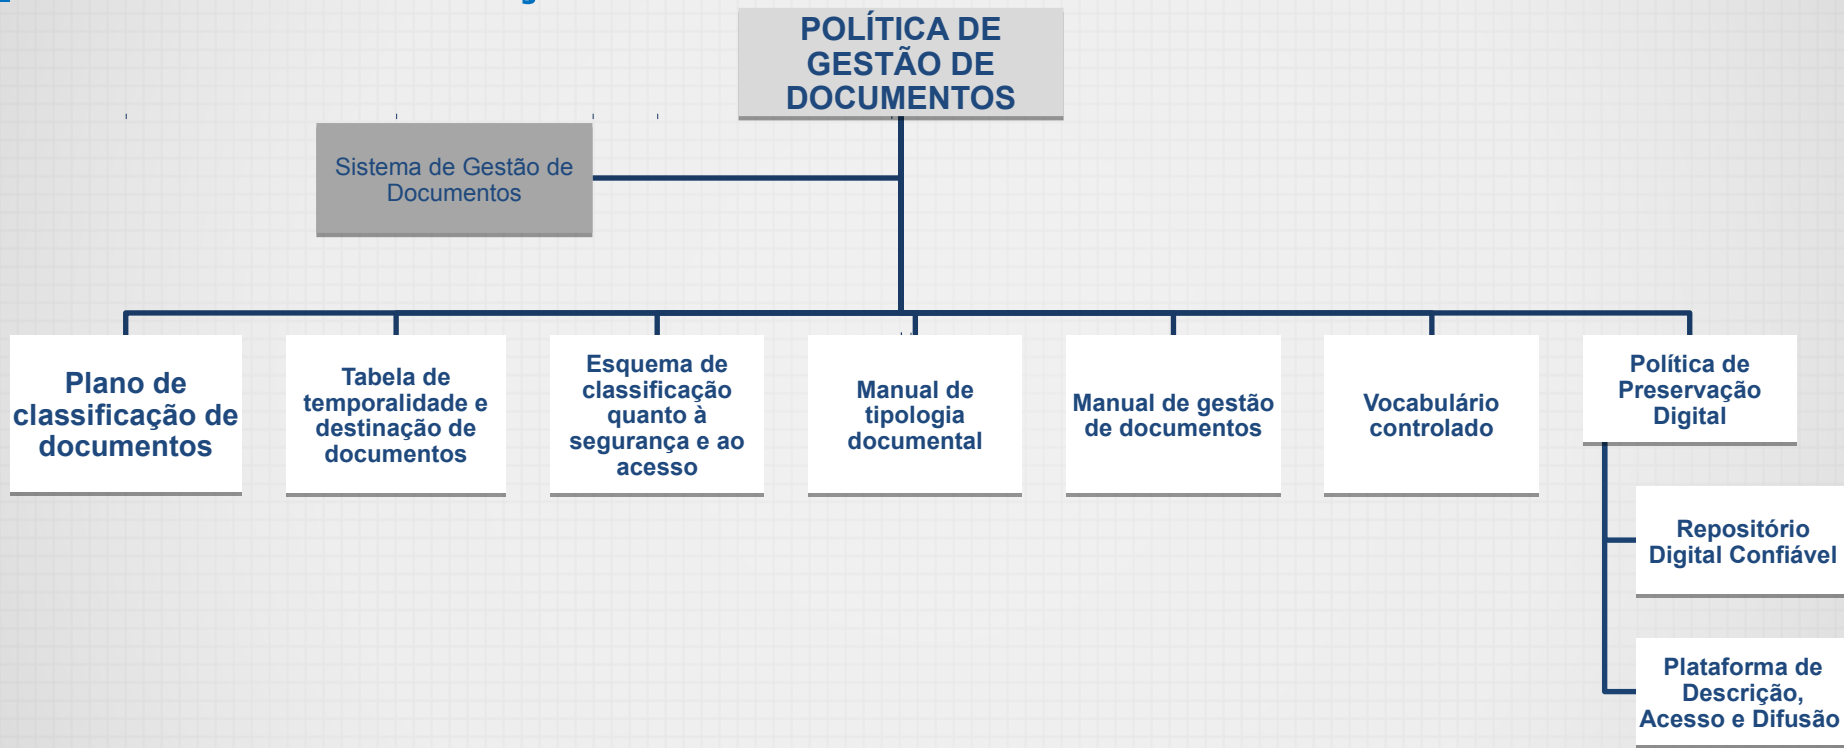 POLÍTICA DE
GESTÃO DE
DOCUMENTOS
Sistema de Gestão de
Documentos
Plano de
classificação de
documentos
Tabela de
temporalidade e
destinação de
documentos
Esquema de
classificação
quanto à
segurança e ao
acesso
Manual de
tipologia
documental
Manual de gestão
de documentos
Vocabulário
controlado
Política de
Preservação
Digital
Repositório
Digital Confiável
Plataforma de
Descrição,
Acesso e Difusão